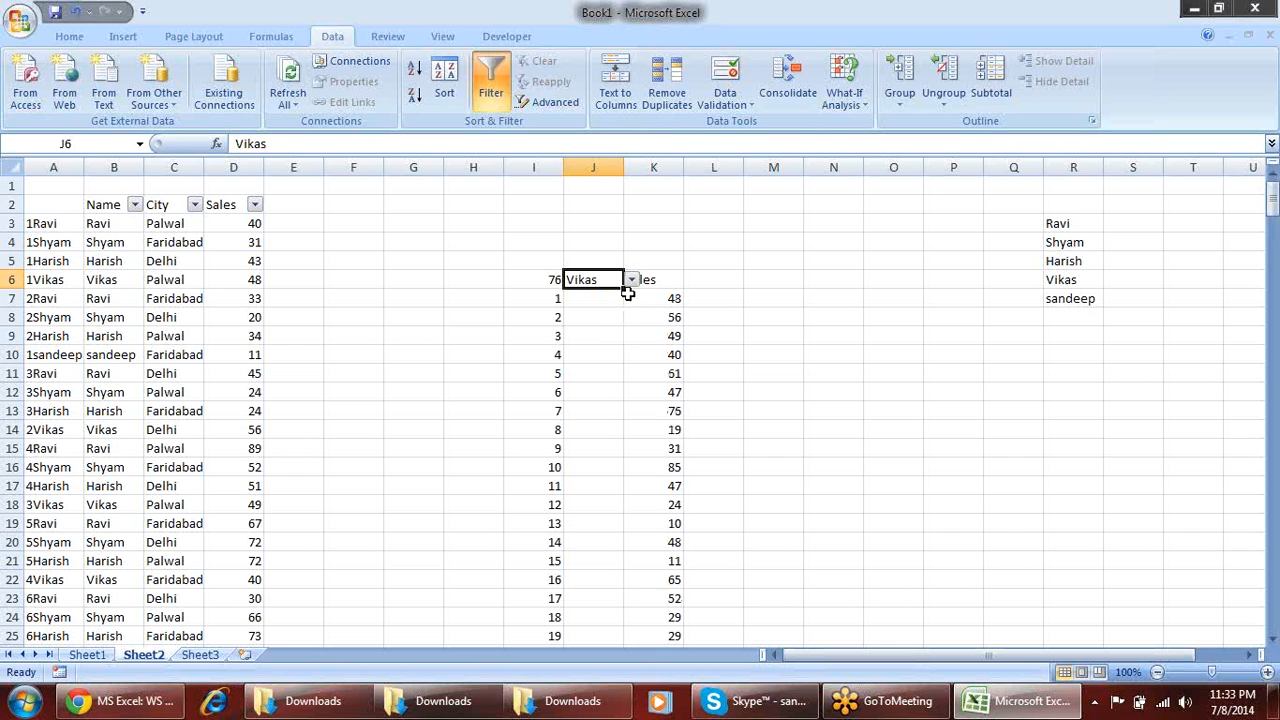 Book1 - Microsoft Excel
Home Insert Page Layout Formulas Data Review View Developer
From Access
From Web
From Text
From Other Sources
Existing Connections
Get External Data
Refresh All
Connections
Properties
Edit Links
Connections
Sort
Filter
Clear
Reapply
Advanced
Sort & Filter
Text to Columns
Remove Duplicates
Data Validation
Consolidate
What-If Analysis
Data Tools
Group
Ungroup
Subtotal
Show Detail
Hide Detail
Outline
J6 fx Vikas
A B C D E F G H I J K L M N O P Q R S T U
1
2 Name City Sales
3 1Ravi Ravi Palwal 40 Ravi
4 1Shyam Shyam Faridabad 31 Shyam
5 1Harish Harish Delhi 43 Harish
6 1Vikas Vikas Palwal 48 76 Vikas les Vikas
7 2Ravi Ravi Faridabad 33 1 48 sandeep
8 2Shyam Shyam Delhi 20 2 56
9 2Harish Harish Palwal 34 3 49
10 1sandeep sandeep Faridabad 11 4 40
11 3Ravi Ravi Delhi 45 5 51
12 3Shyam Shyam Palwal 24 6 47
13 3Harish Harish Faridabad 24 7 75
14 2Vikas Vikas Delhi 56 8 19
15 4Ravi Ravi Palwal 89 9 31
16 4Shyam Shyam Faridabad 52 10 85
17 4Harish Harish Delhi 51 11 47
18 3Vikas Vikas Palwal 49 12 24
19 5Ravi Ravi Faridabad 67 13 10
20 5Shyam Shyam Delhi 72 14 48
21 5Harish Harish Palwal 72 15 11
22 4Vikas Vikas Faridabad 40 16 65
23 6Ravi Ravi Delhi 30 17 52
24 6Shyam Shyam Palwal 66 18 29
25 6Harish Harish Faridabad 73 19 29
Sheet1 Sheet2 Sheet3
Ready 100%
MS Excel: WS ... Downloads Downloads Downloads Skype™ - san... GoToMeeting Microsoft Exc...
11:33 PM
7/8/2014